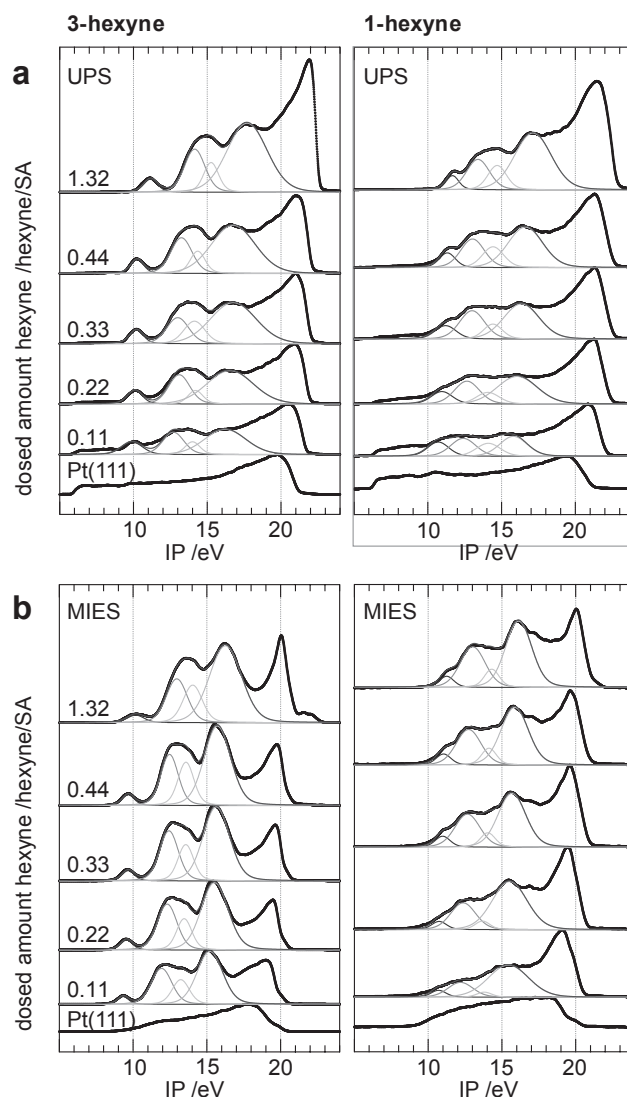 3-hexyne 1-hexyne
a
UPS UPS
1.32
0.44
0.33
0.22
0.11
Pt(111)
dosed amount hexyne /hexyne/SA
10 15 20 10 15 20
IP /eV IP /eV
b
MIES MIES
1.32
0.44
0.33
0.22
0.11
Pt(111)
dosed amount hexyne /hexyne/SA
10 15 20 10 15 20
IP /eV IP /eV